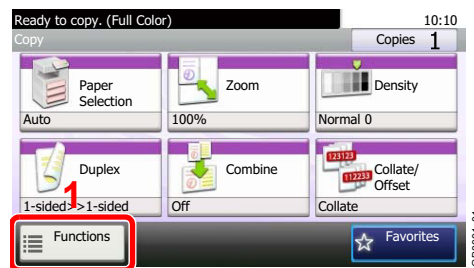 Ready to copy. (Full Color) 10:10
Copy Copies 1
Paper Selection
Zoom
Density
Auto
100%
Normal 0
Duplex
Combine
123123
112233
Collate/
Offset
1
1-sided>>1-sided
Off
Collate
Functions
Favorites